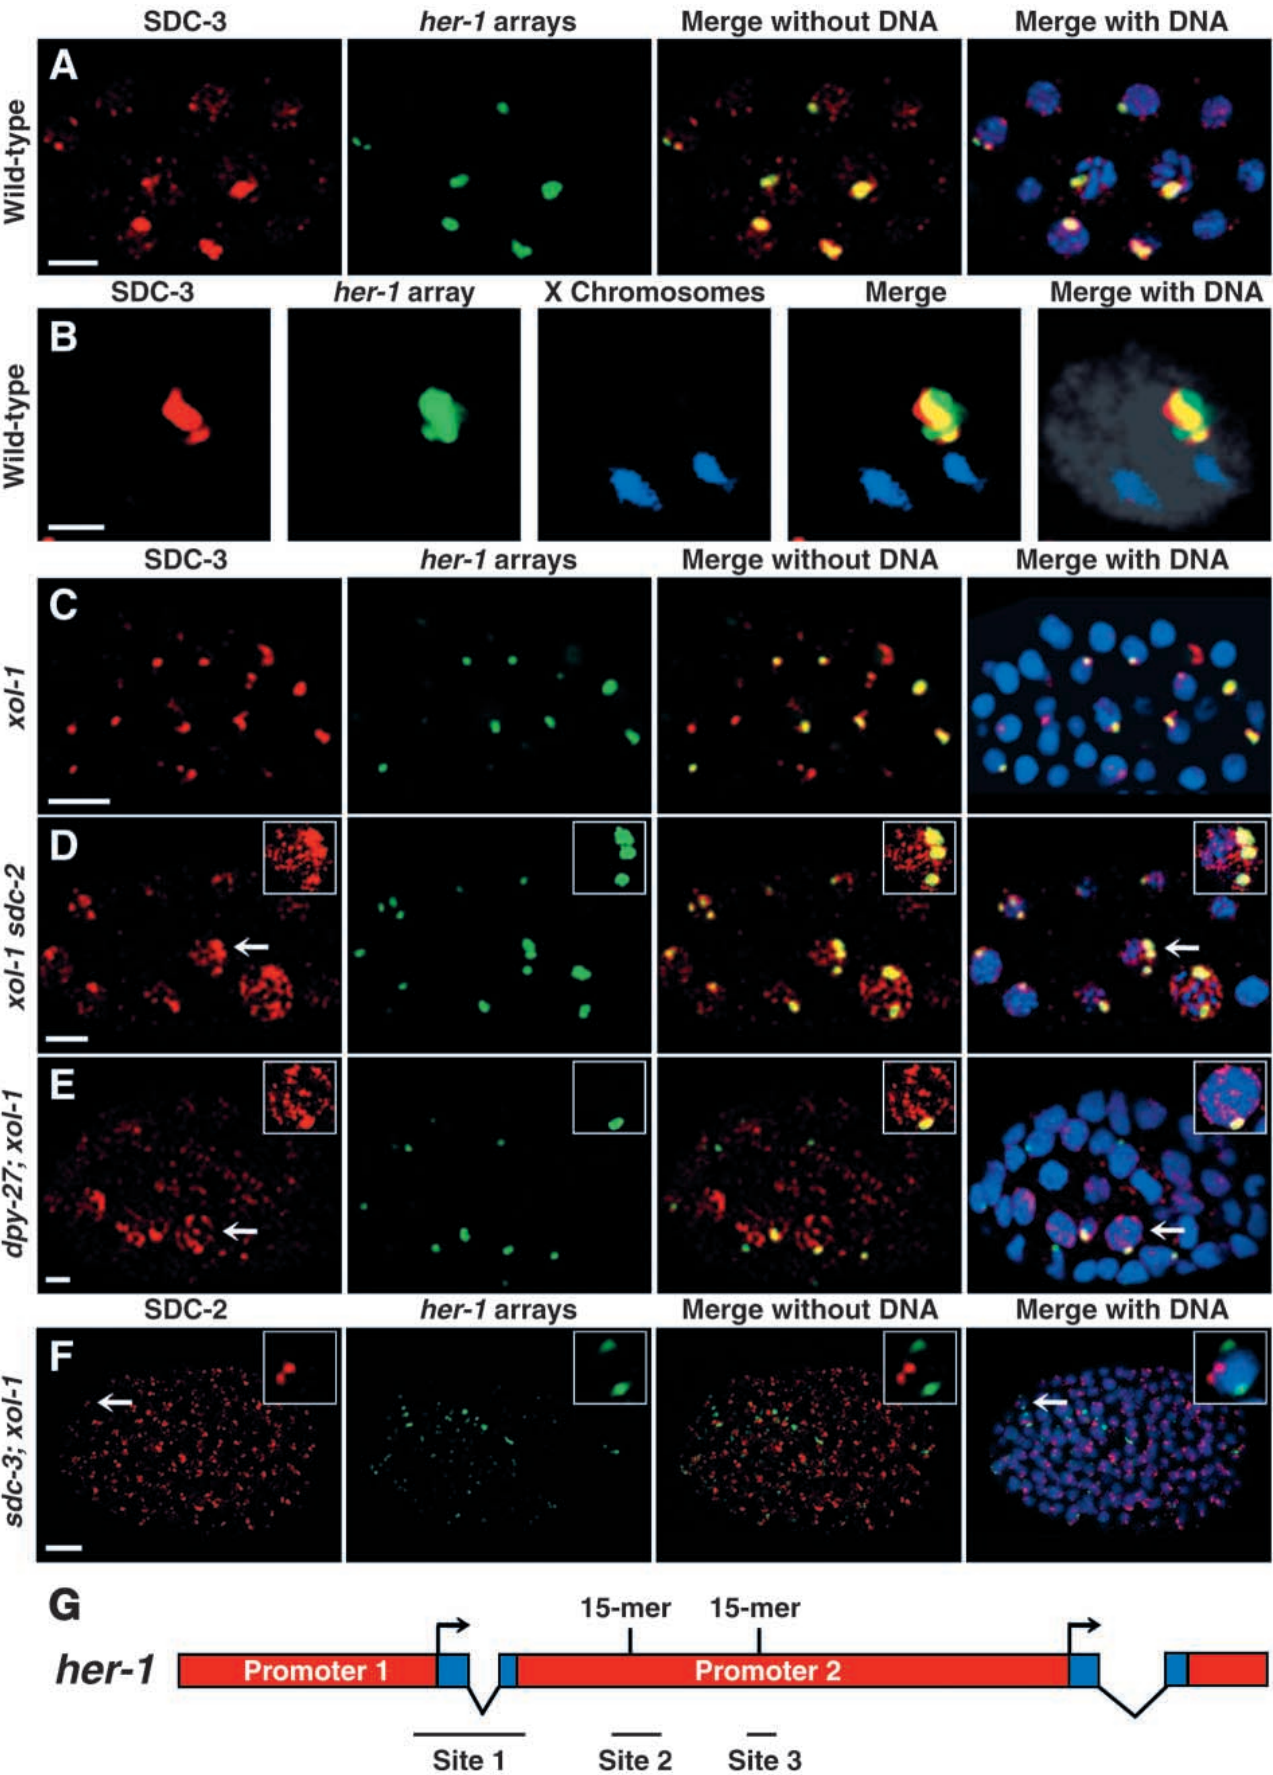 SDC-3 her-1 arrays Merge without DNA Merge with DNA
Wild-type
A
SDC-3 her-1 array X Chromosomes Merge Merge with DNA
Wild-type
B
SDC-3 her-1 arrays Merge without DNA Merge with DNA
xol-1
C
xol-1 sdc-2
D
dpy-27; xol-1
E
SDC-2 her-1 arrays Merge without DNA Merge with DNA
sdc-3; xol-1
F
G
15-mer 15-mer
her-1 Promoter 1 Promoter 2
Site 1 Site 2 Site 3